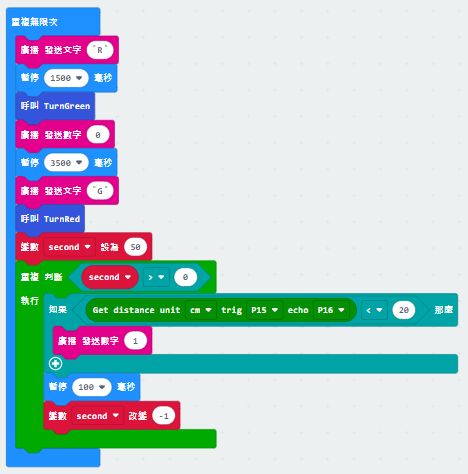 重複無限次
廣播 發送文字 "R"
暫停 1500 毫秒
呼叫 TurnGreen
廣播 發送數字 0
暫停 3500 毫秒
廣播 發送文字 "G"
呼叫 TurnRed
變數 second 設為 50
重複 判斷 second > 0
執行
如果 Get distance unit cm trig P15 echo P16 < 20 那麼
廣播 發送數字 1
暫停 100 毫秒
變數 second 改變 -1